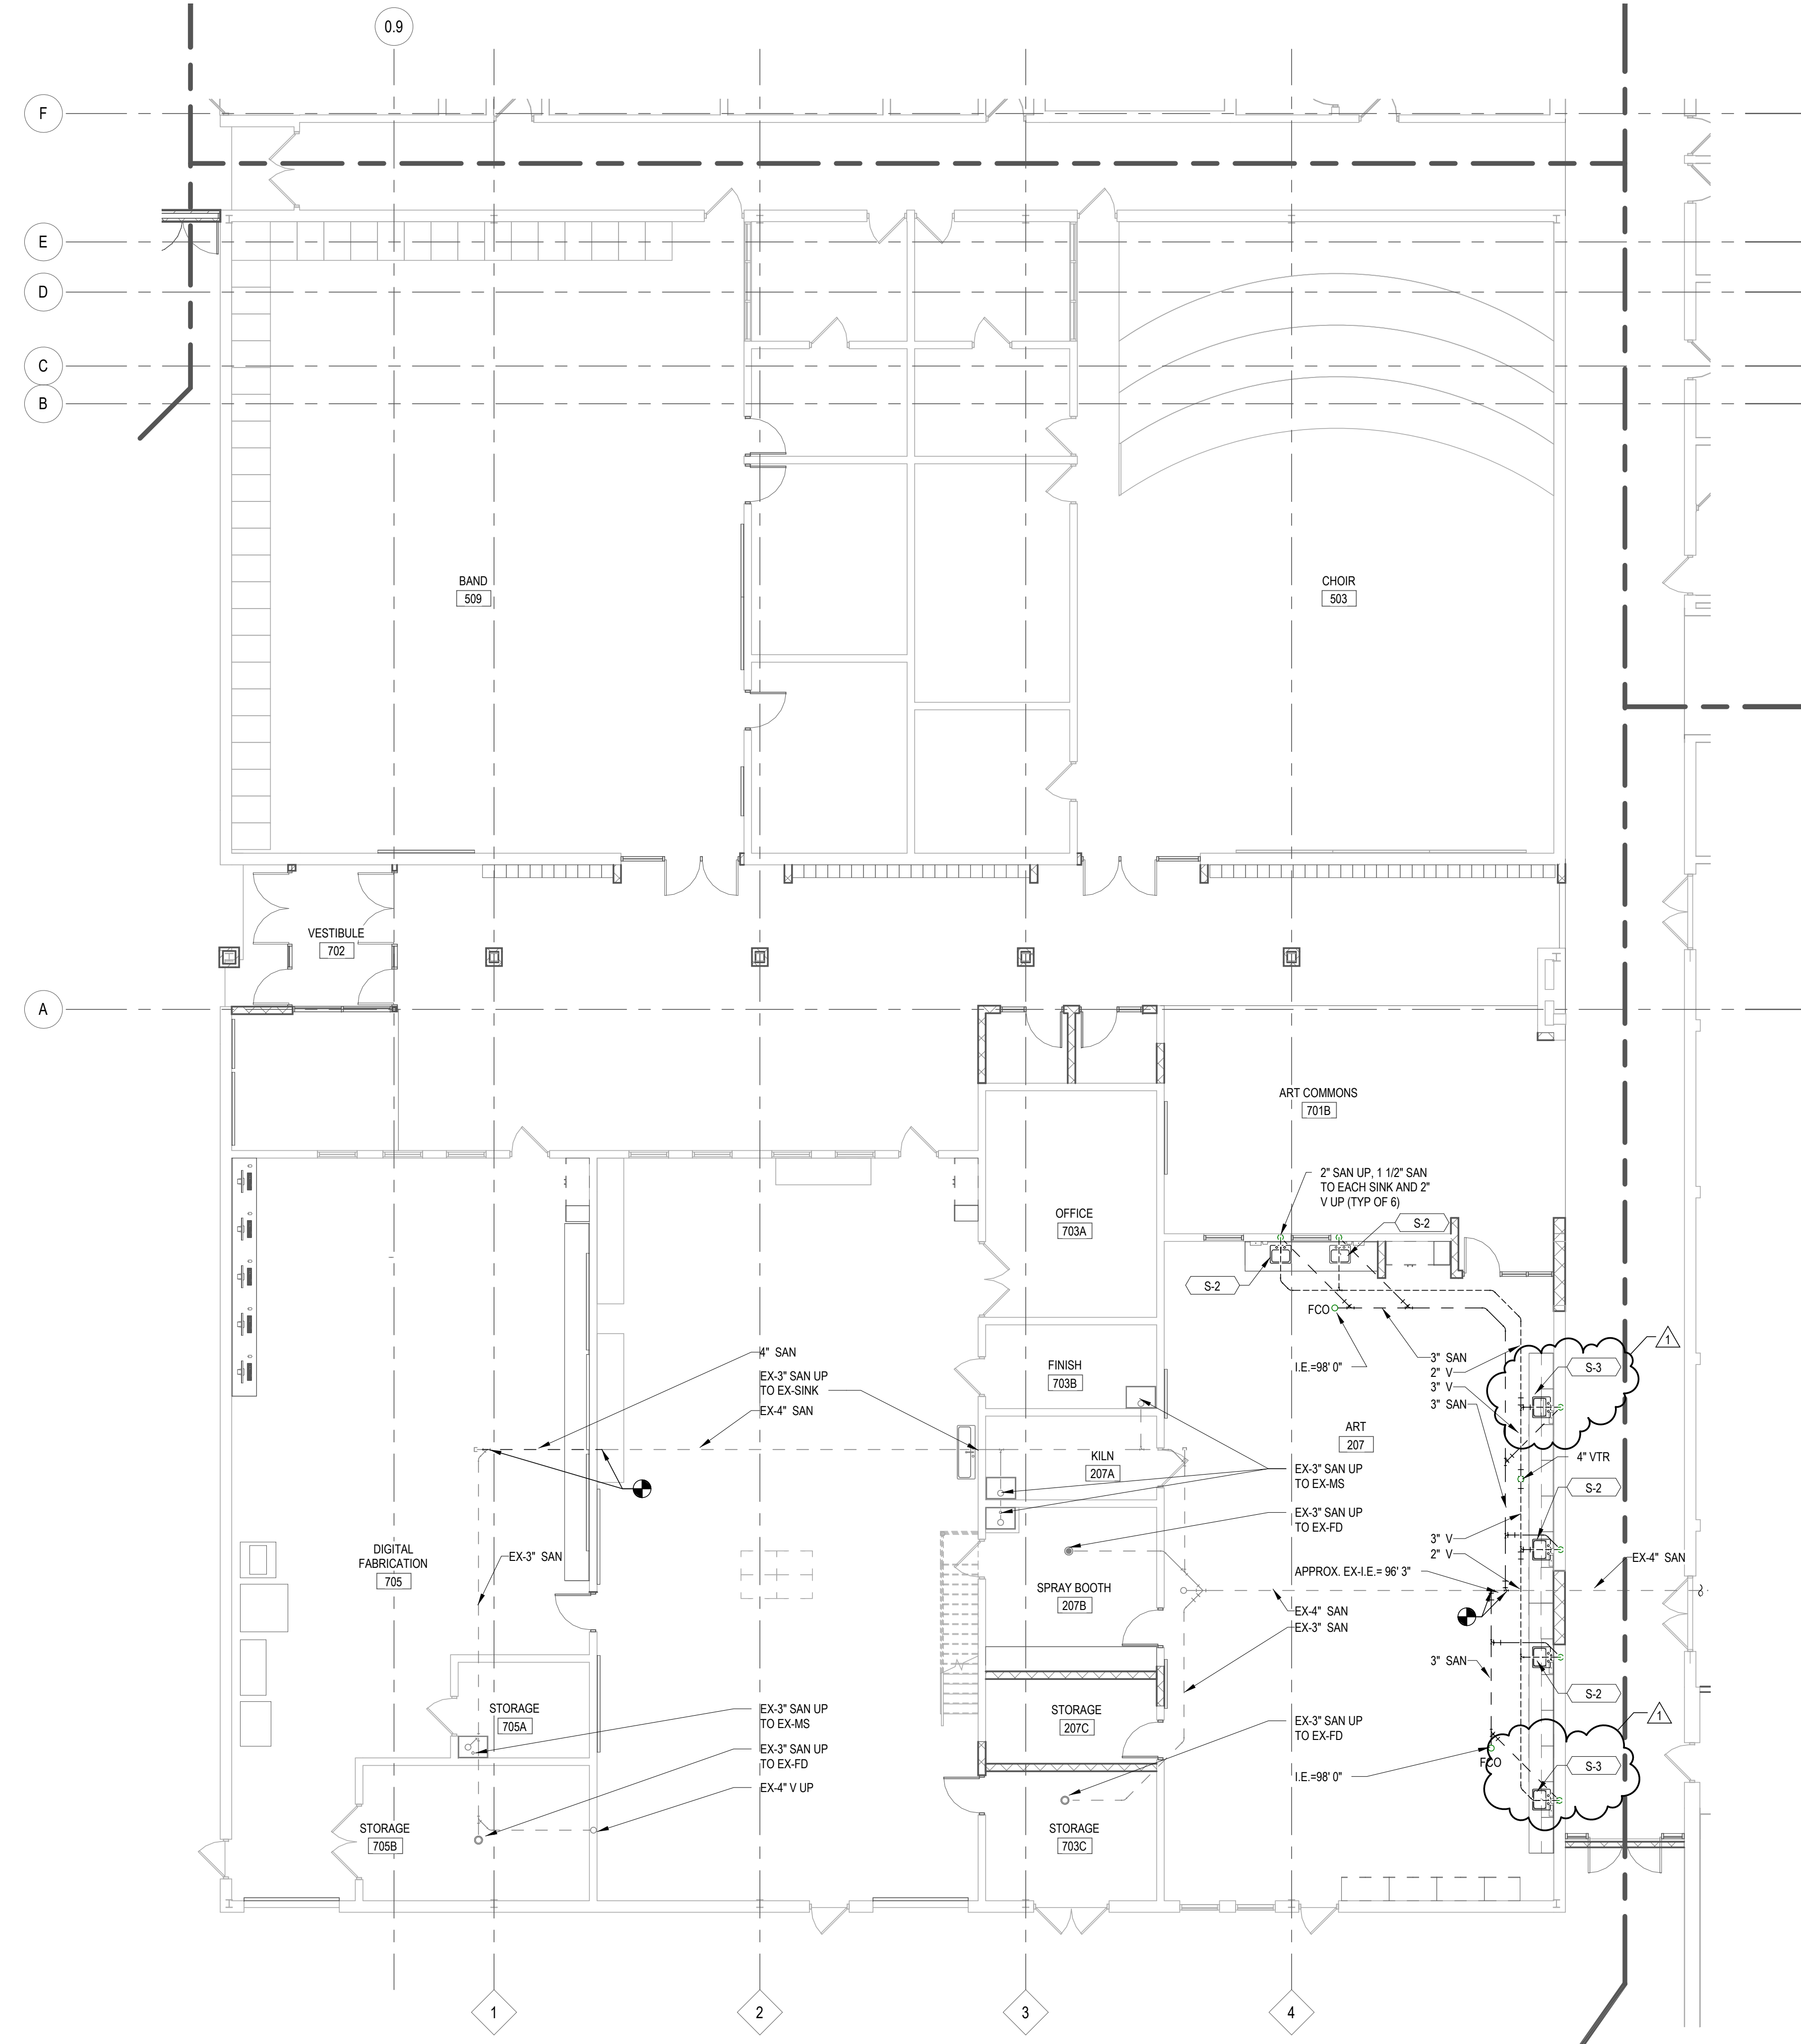 0.9
F
E
D
C
B
BAND
509
CHOIR
503
VESTIBULE
702
A
ART COMMONS
701B
2" SAN UP, 1 1/2" SAN
TO EACH SINK AND 2"
V UP (TYP OF 6)
OFFICE
703A
S-2
S-2
FCO
1
4" SAN
3" SAN
I.E.=98' 0"
FINISH
703B
S-3
2" V
EX-3" SAN UP
TO EX-SINK
3" V
3" SAN
EX-4" SAN
ART
207
KILN
207A
4" VTR
EX-3" SAN UP
TO EX-MS
S-2
EX-3" SAN UP
TO EX-FD
3" V
DIGITAL
FABRICATION
705
EX-3" SAN
2" V
EX-4" SAN
APPROX. EX-I.E.= 96' 3"
SPRAY BOOTH
207B
EX-4" SAN
EX-3" SAN
3" SAN
S-2
STORAGE
705A
EX-3" SAN UP
TO EX-MS
STORAGE
207C
EX-3" SAN UP
TO EX-FD
1
EX-3" SAN UP
TO EX-FD
FCO
S-3
I.E.=98' 0"
EX-4" V UP
STORAGE
705B
STORAGE
703C
1
2
3
4